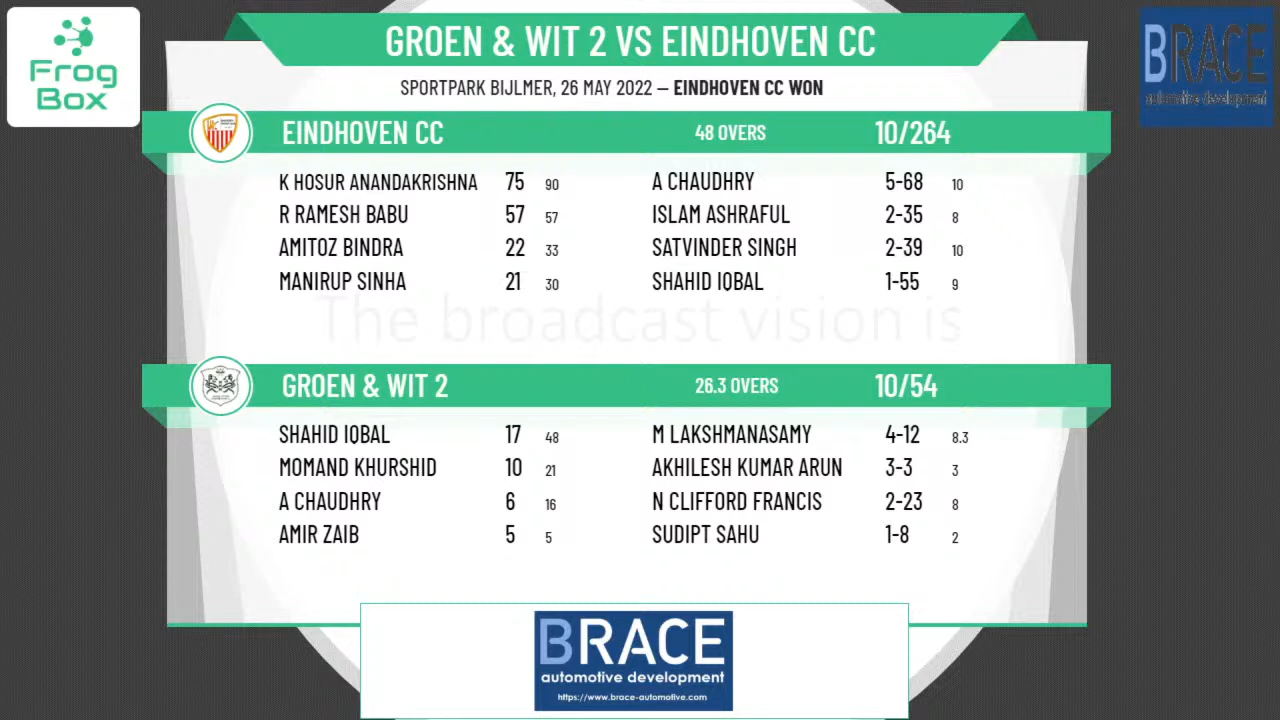 Frog
Box
GROEN & WIT 2 VS EINDHOVEN CC
BRACE
automotive development
SPORTPARK BIJLMER, 26 MAY 2022 – EINDHOVEN CC WON
EINDHOVEN CC 48 OVERS 10/264
K HOSUR ANANDAKRISHNA 75 90 A CHAUDHRY 5-68 10
R RAMESH BABU 57 57 ISLAM ASHRAFUL 2-35 8
AMITOZ BINDRA 22 33 SATVINDER SINGH 2-39 10
MANIRUP SINHA 21 30 SHAHID IQBAL 1-55 9
The broadcast vision is
GROEN & WIT 2 26.3 OVERS 10/54
SHAHID IQBAL 17 48 M LAKSHMANASAMY 4-12 8.3
MOMAND KHURSHID 10 21 AKHILESH KUMAR ARUN 3-3 3
A CHAUDHRY 6 16 N CLIFFORD FRANCIS 2-23 8
AMIR ZAIB 5 5 SUDIPT SAHU 1-8 2
BRACE
automotive development
https://www.brace-automotive.com